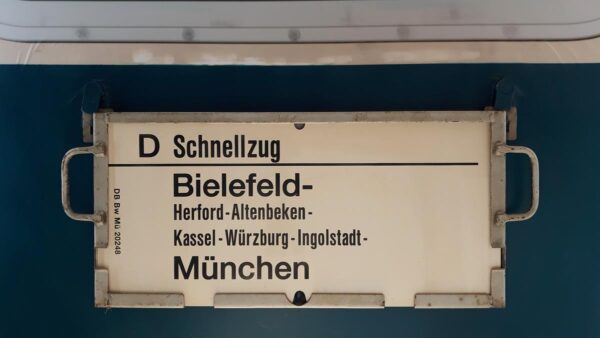 D Schnellzug
Bielefeld-
Herford-Altenbeken-
Kassel-Würzburg-Ingolstadt-
München
DB Bw Mü 20248